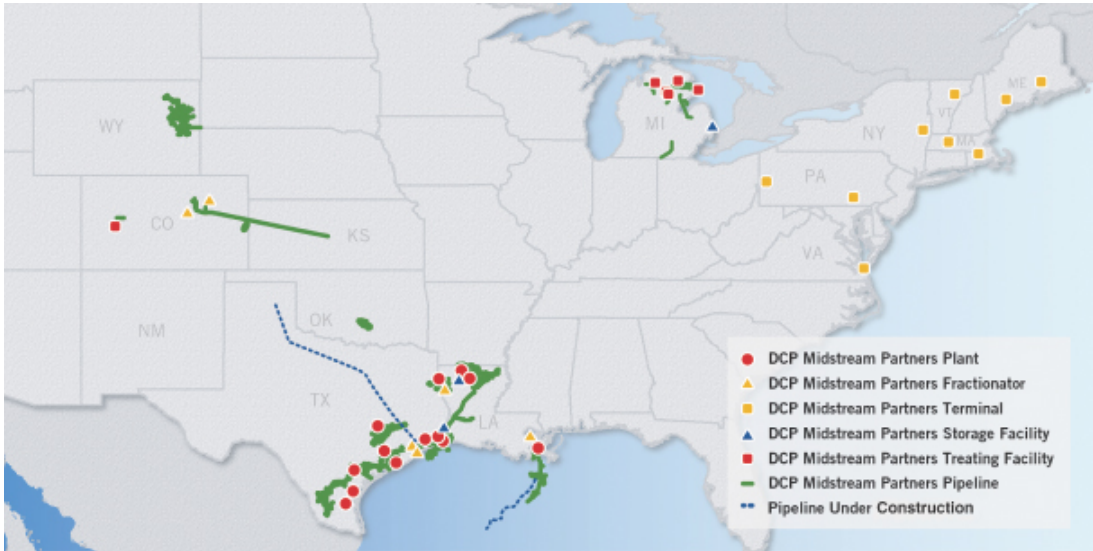 ME
VT
WY
MI
NY
MA
PA
CO
KS
VA
OK
NM
TX
LA
DCP Midstream Partners Plant
DCP Midstream Partners Fractionator
DCP Midstream Partners Terminal
DCP Midstream Partners Storage Facility
DCP Midstream Partners Treating Facility
DCP Midstream Partners Pipeline
Pipeline Under Construction